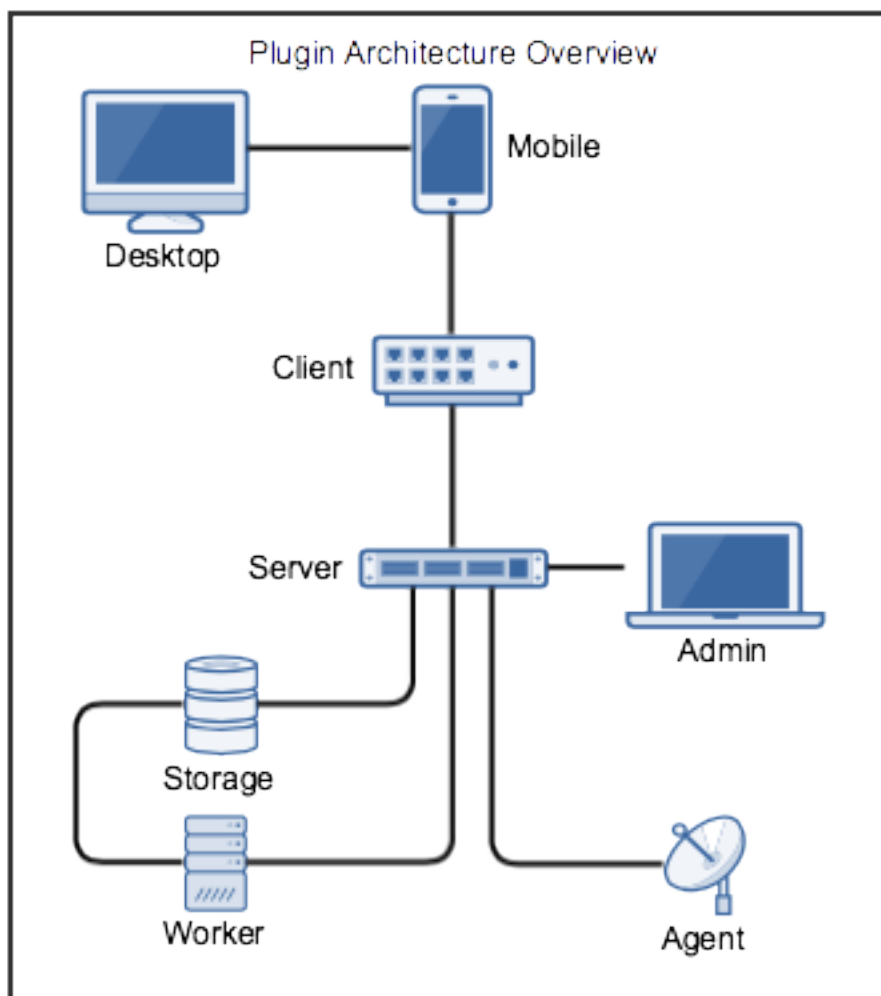 Plugin Architecture Overview
Mobile
Desktop
Client
Server
Admin
Storage
Worker
Agent